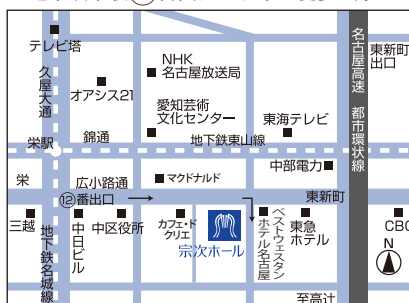 テレビ塔
久屋大通
オアシス21
NHK
名古屋放送局
愛知芸術
文化センター
東海テレビ
名古屋高速 都市環状線
東新町
出口
栄駅
錦通
地下鉄東山線
中部電力
栄
広小路通
マクドナルド
東新町
⑫番出口
三越
地下鉄名城線
中日ビル
中区役所
カフェ・ド
クリエ
宗次ホール
ベストウェスタン
ホテル名古屋
東急
ホテル
CBC
N
至高辻